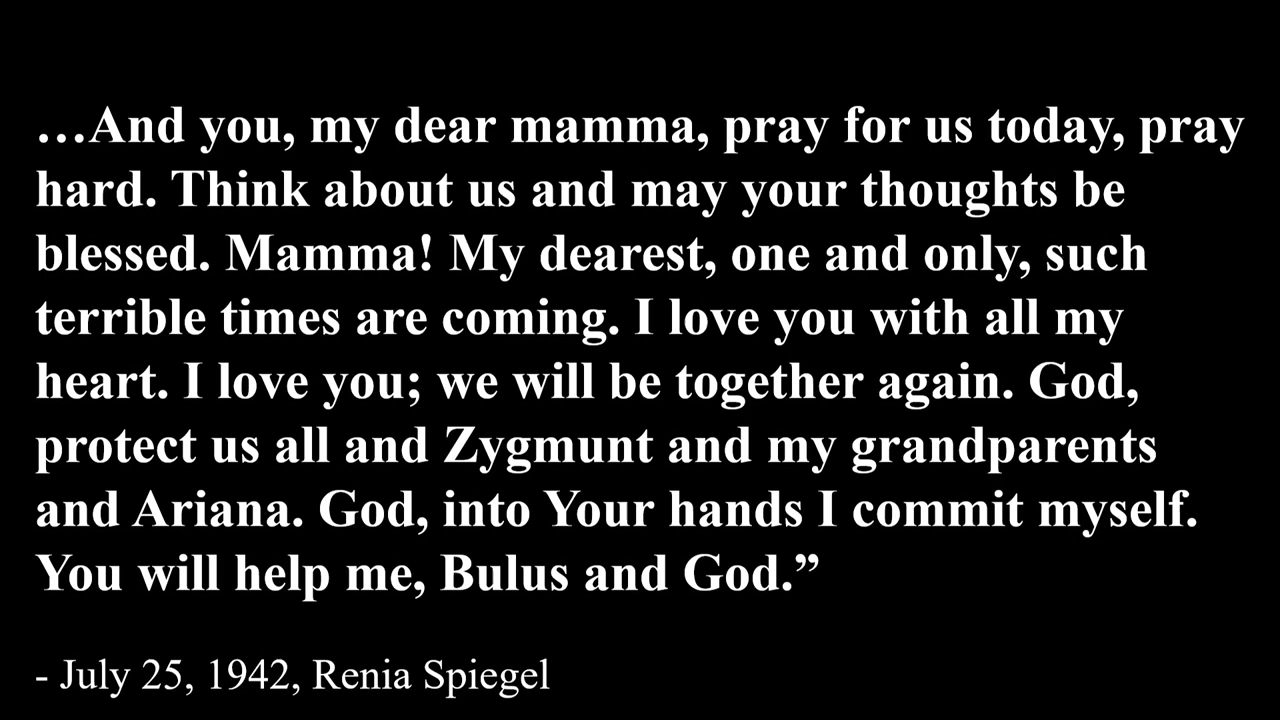 …And you, my dear mamma, pray for us today, pray
hard. Think about us and may your thoughts be
blessed. Mamma! My dearest, one and only, such
terrible times are coming. I love you with all my
heart. I love you; we will be together again. God,
protect us all and Zygmunt and my grandparents
and Ariana. God, into Your hands I commit myself.
You will help me, Bulus and God.”
- July 25, 1942, Renia Spiegel